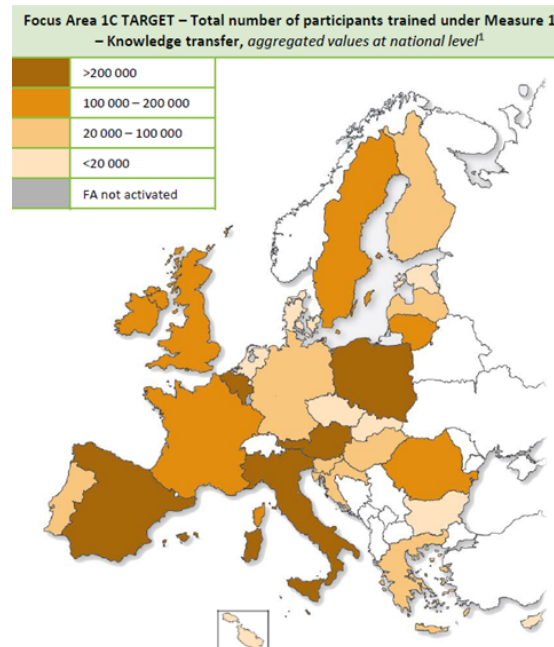 Focus Area 1C TARGET – Total number of participants trained under Measure 1
– Knowledge transfer, aggregated values at national level¹
>200 000
100 000 – 200 000
20 000 – 100 000
<20 000
FA not activated